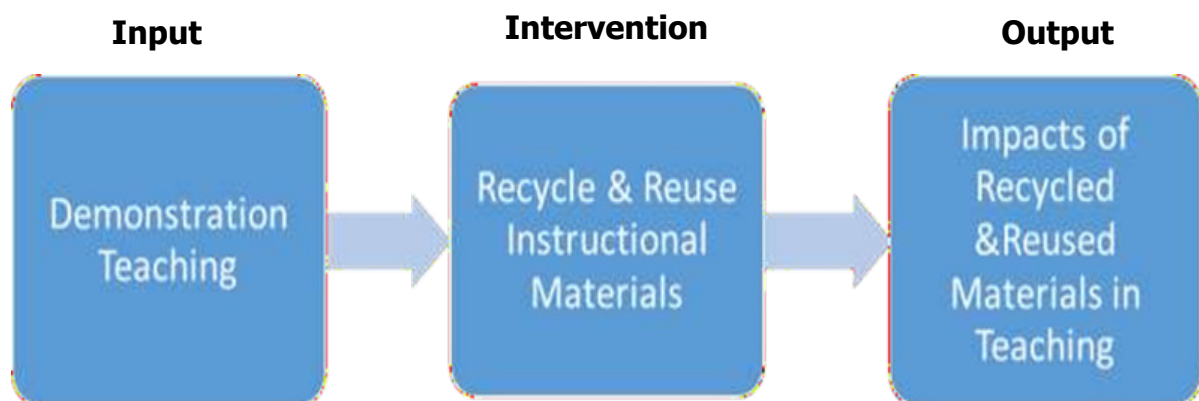 Input
Intervention
Output
Demonstration
Teaching
Recycle & Reuse
Instructional
Materials
Impacts of
Recycled
&Reused
Materials in
Teaching